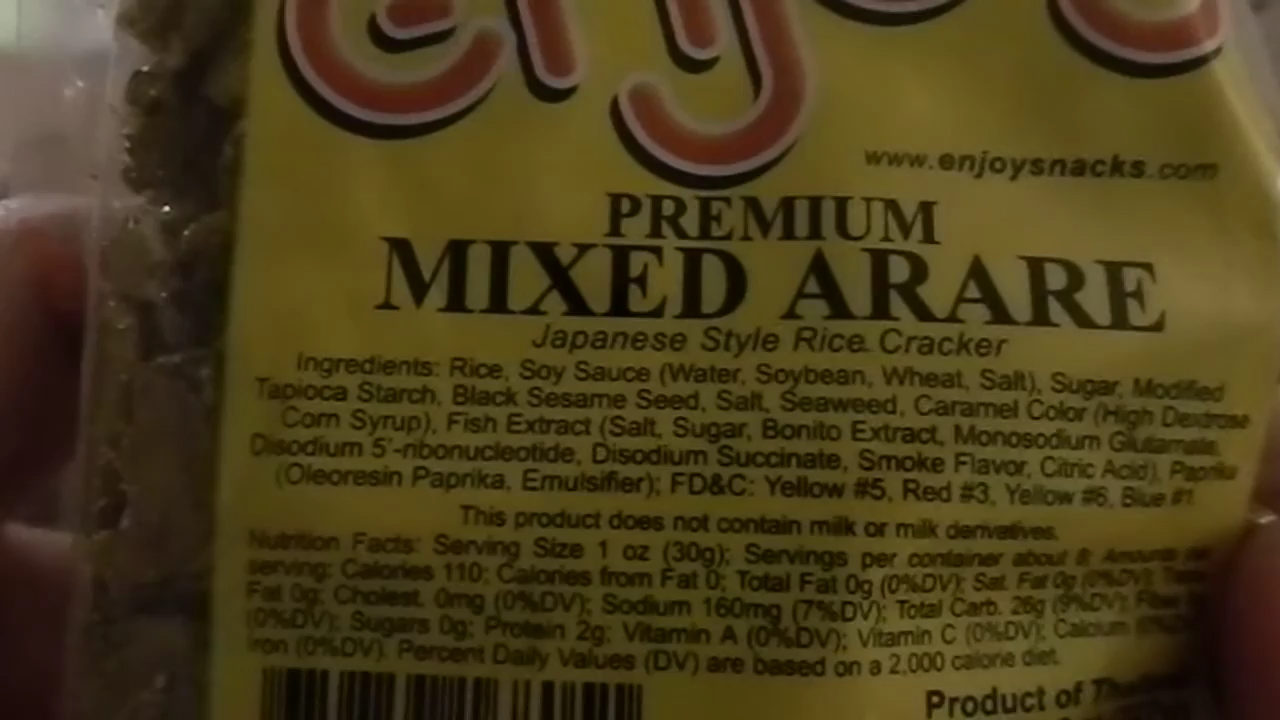 enjoy
www.enjoysnacks.com
PREMIUM
MIXED ARARE
Japanese Style Rice Cracker
Ingredients: Rice, Soy Sauce (Water, Soybean, Wheat, Salt), Sugar, Modified
Tapioca Starch, Black Sesame Seed, Salt, Seaweed, Caramel Color (High Dextrose
Corn Syrup), Fish Extract (Salt, Sugar, Bonito Extract, Monosodium Glutamate,
Disodium 5'-ribonucleotide, Disodium Succinate, Smoke Flavor, Citric Acid), Paprika
(Oleoresin Paprika, Emulsifier); FD&C: Yellow #5, Red #3, Yellow #6, Blue #1
This product does not contain milk or milk derivatives.
Nutrition Facts: Serving Size 1 oz (30g); Servings per container about 8; Amounts
serving: Calories 110; Calories from Fat 0; Total Fat 0g (0%DV); Sat. Fat 0g (0%DV);
Fat 0g; Cholest. 0mg (0%DV); Sodium 160mg (7%DV); Total Carb. 26g (9%DV);
(0%DV); Sugars 0g; Protein 2g; Vitamin A (0%DV); Vitamin C (0%DV); Calcium
Iron (0%DV). Percent Daily Values (DV) are based on a 2,000 calorie diet.
Product of